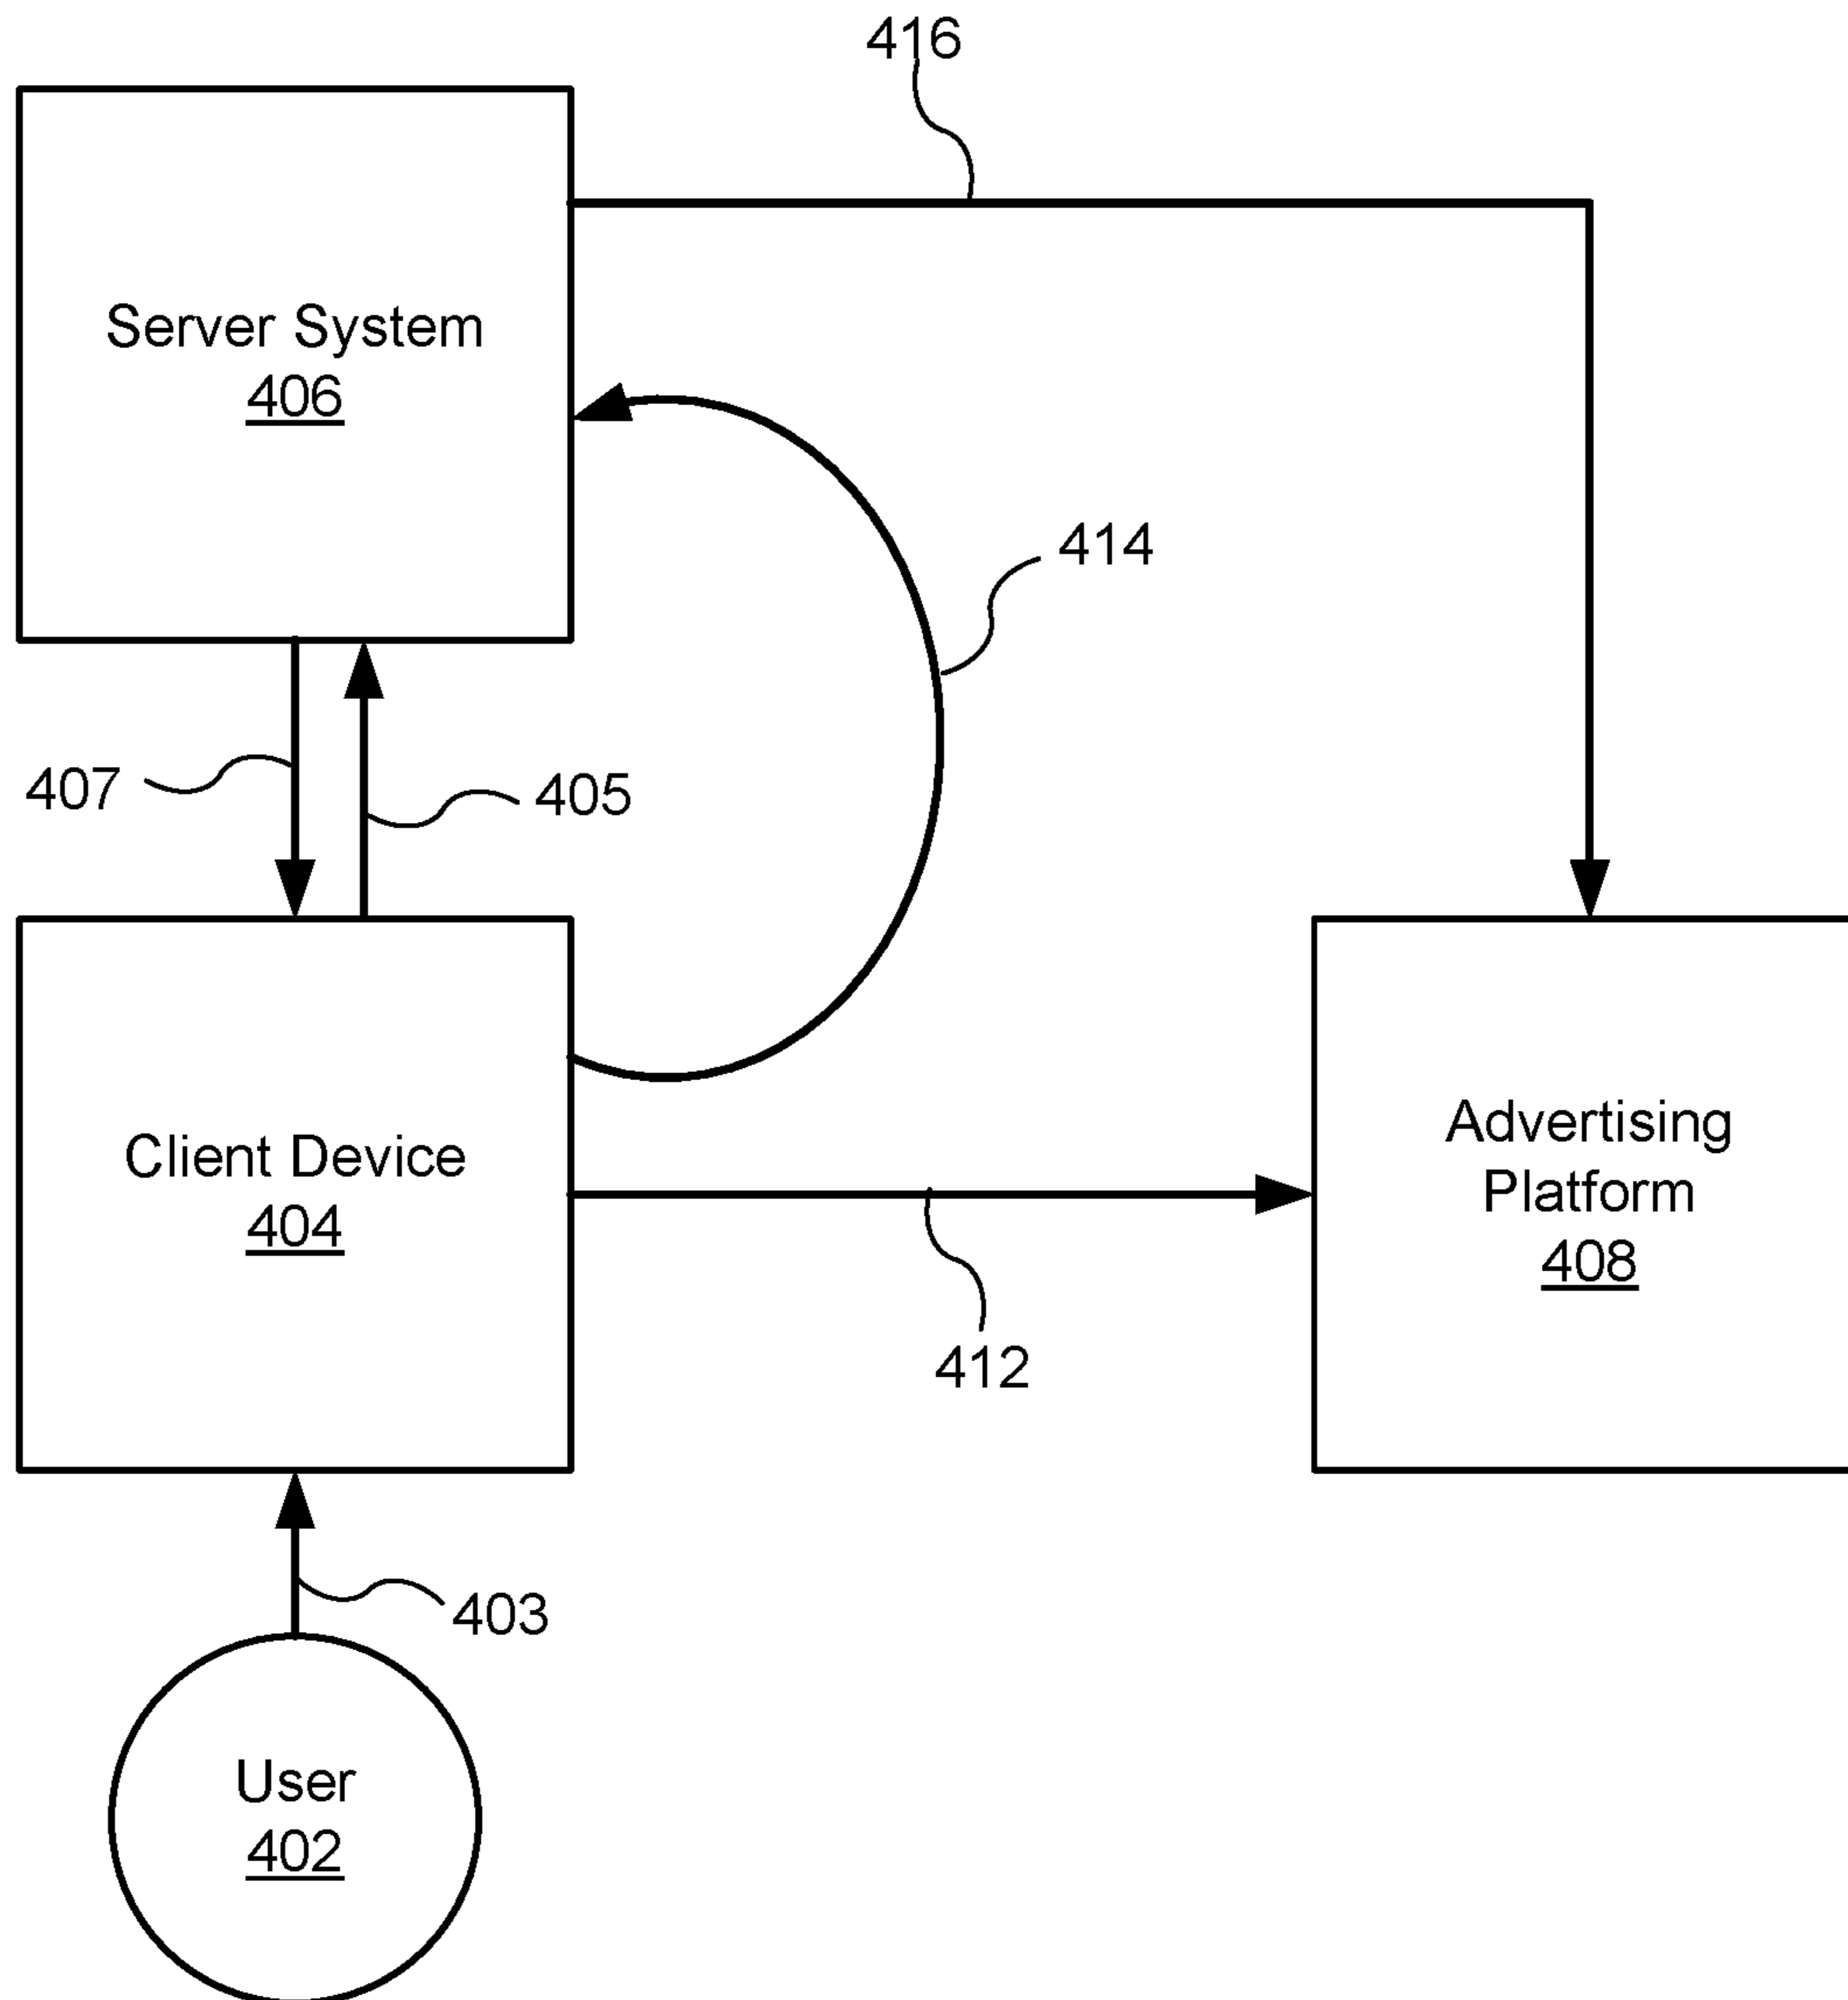 416
Server System
406
414
407
405
Client Device
404
Advertising
Platform
408
412
403
User
402